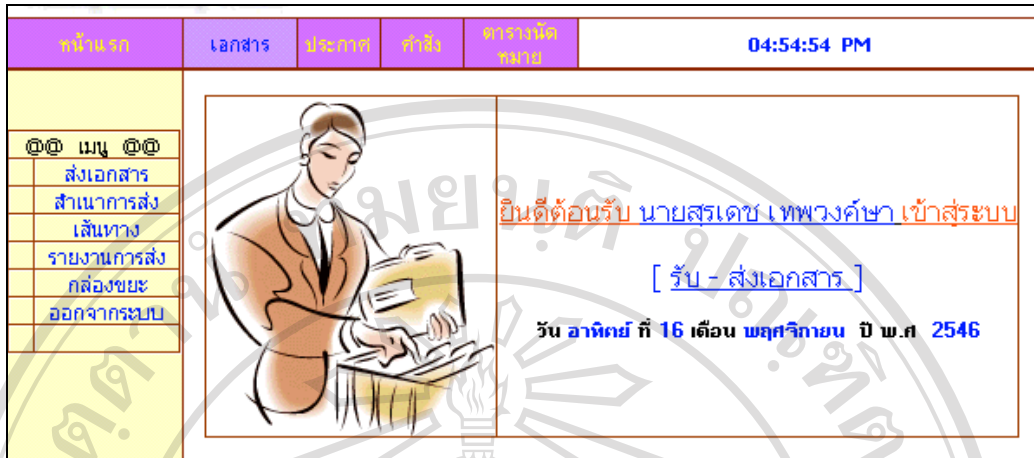 หน้าแรก เอกสาร ประกาศ คำสั่ง ตารางนัดหมาย 04:54:54 PM
@@ เมนู @@
ส่งเอกสาร
สำเนาการส่ง
เส้นทาง
รายงานการส่ง
กล่องขยะ
ออกจากระบบ
ยินดีต้อนรับ นายสุรเดช เทพวงค์ษา เข้าสู่ระบบ
[ รับ - ส่งเอกสาร ]
วัน อาทิตย์ ที่ 16 เดือน พฤศจิกายน ปี พ.ศ 2546